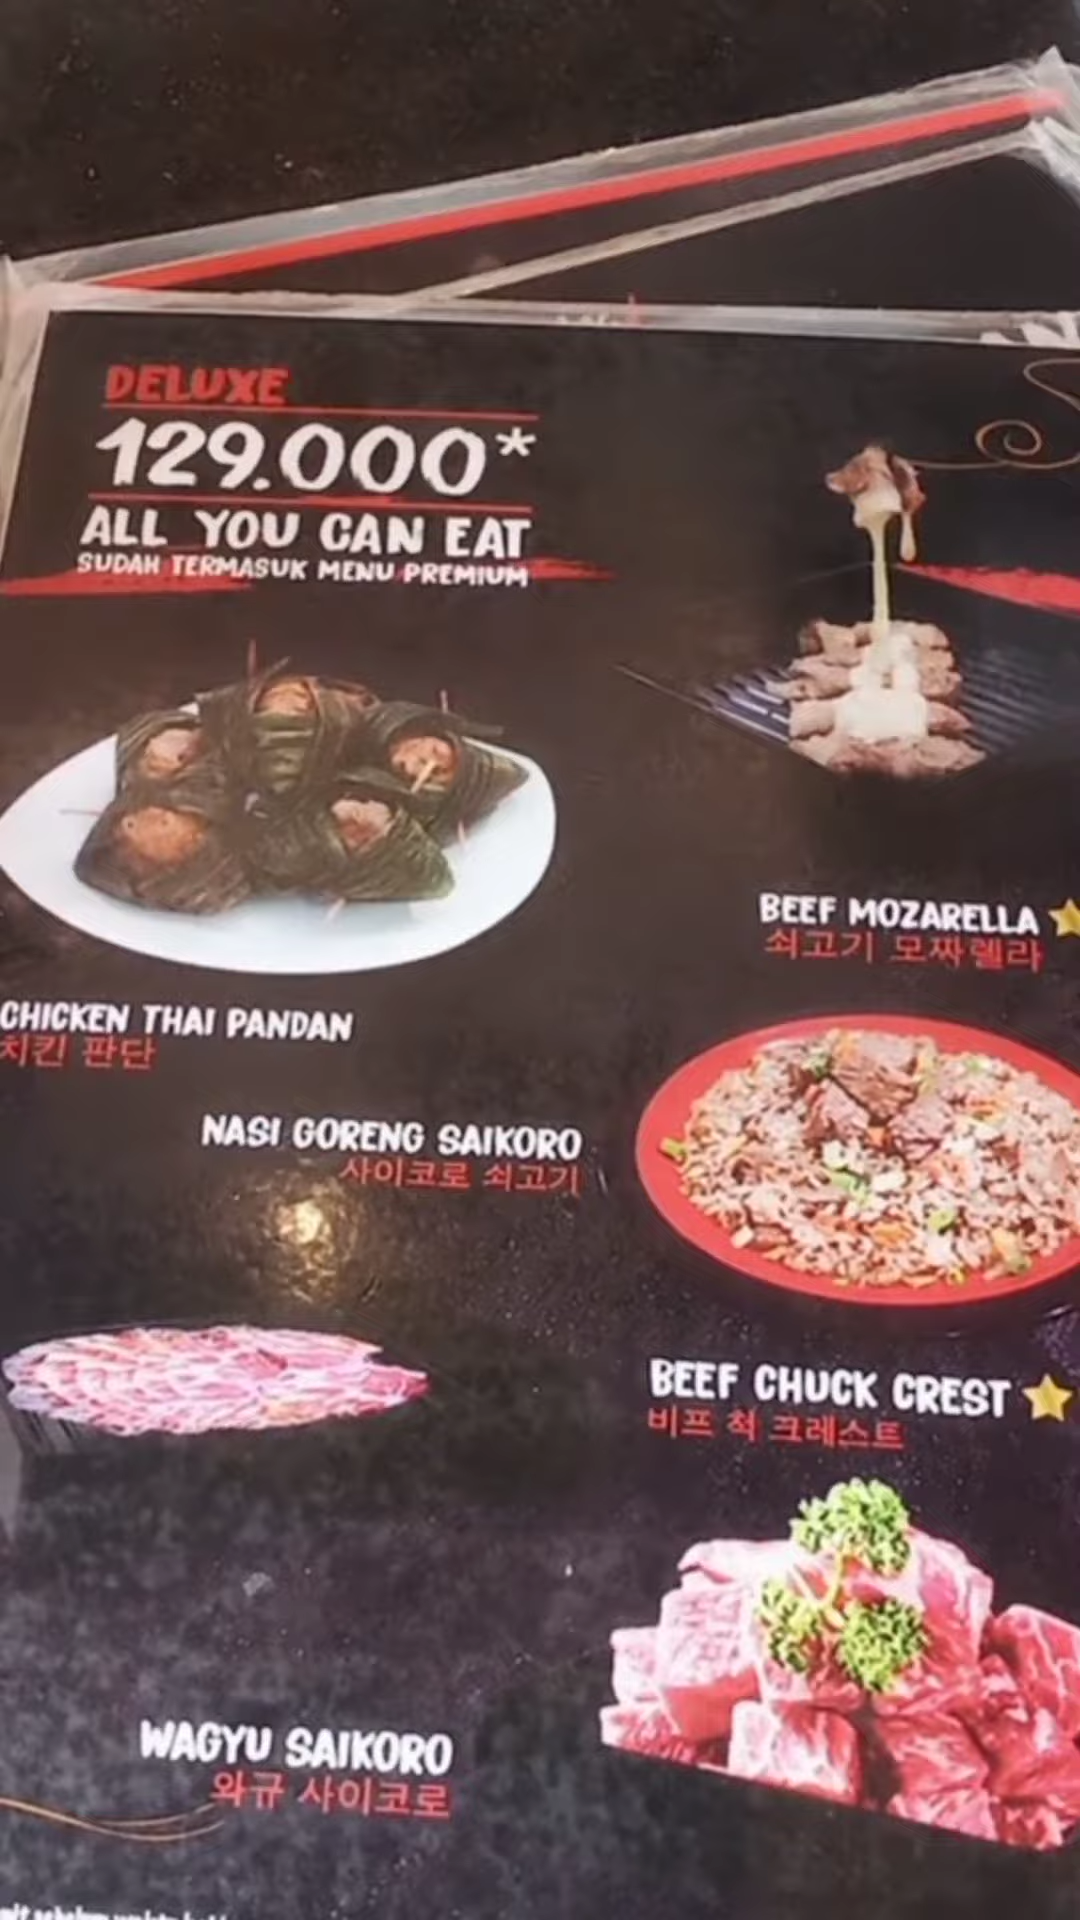 DELUXE
129.000*
ALL YOU CAN EAT
SUDAH TERMASUK MENU PREMIUM
BEEF MOZARELLA
쇠고기 모짜렐라
CHICKEN THAI PANDAN
치킨 판단
NASI GORENG SAIKORO
사이코로 쇠고기
BEEF CHUCK CREST
비프 척 크레스트
WAGYU SAIKORO
와규 사이코로